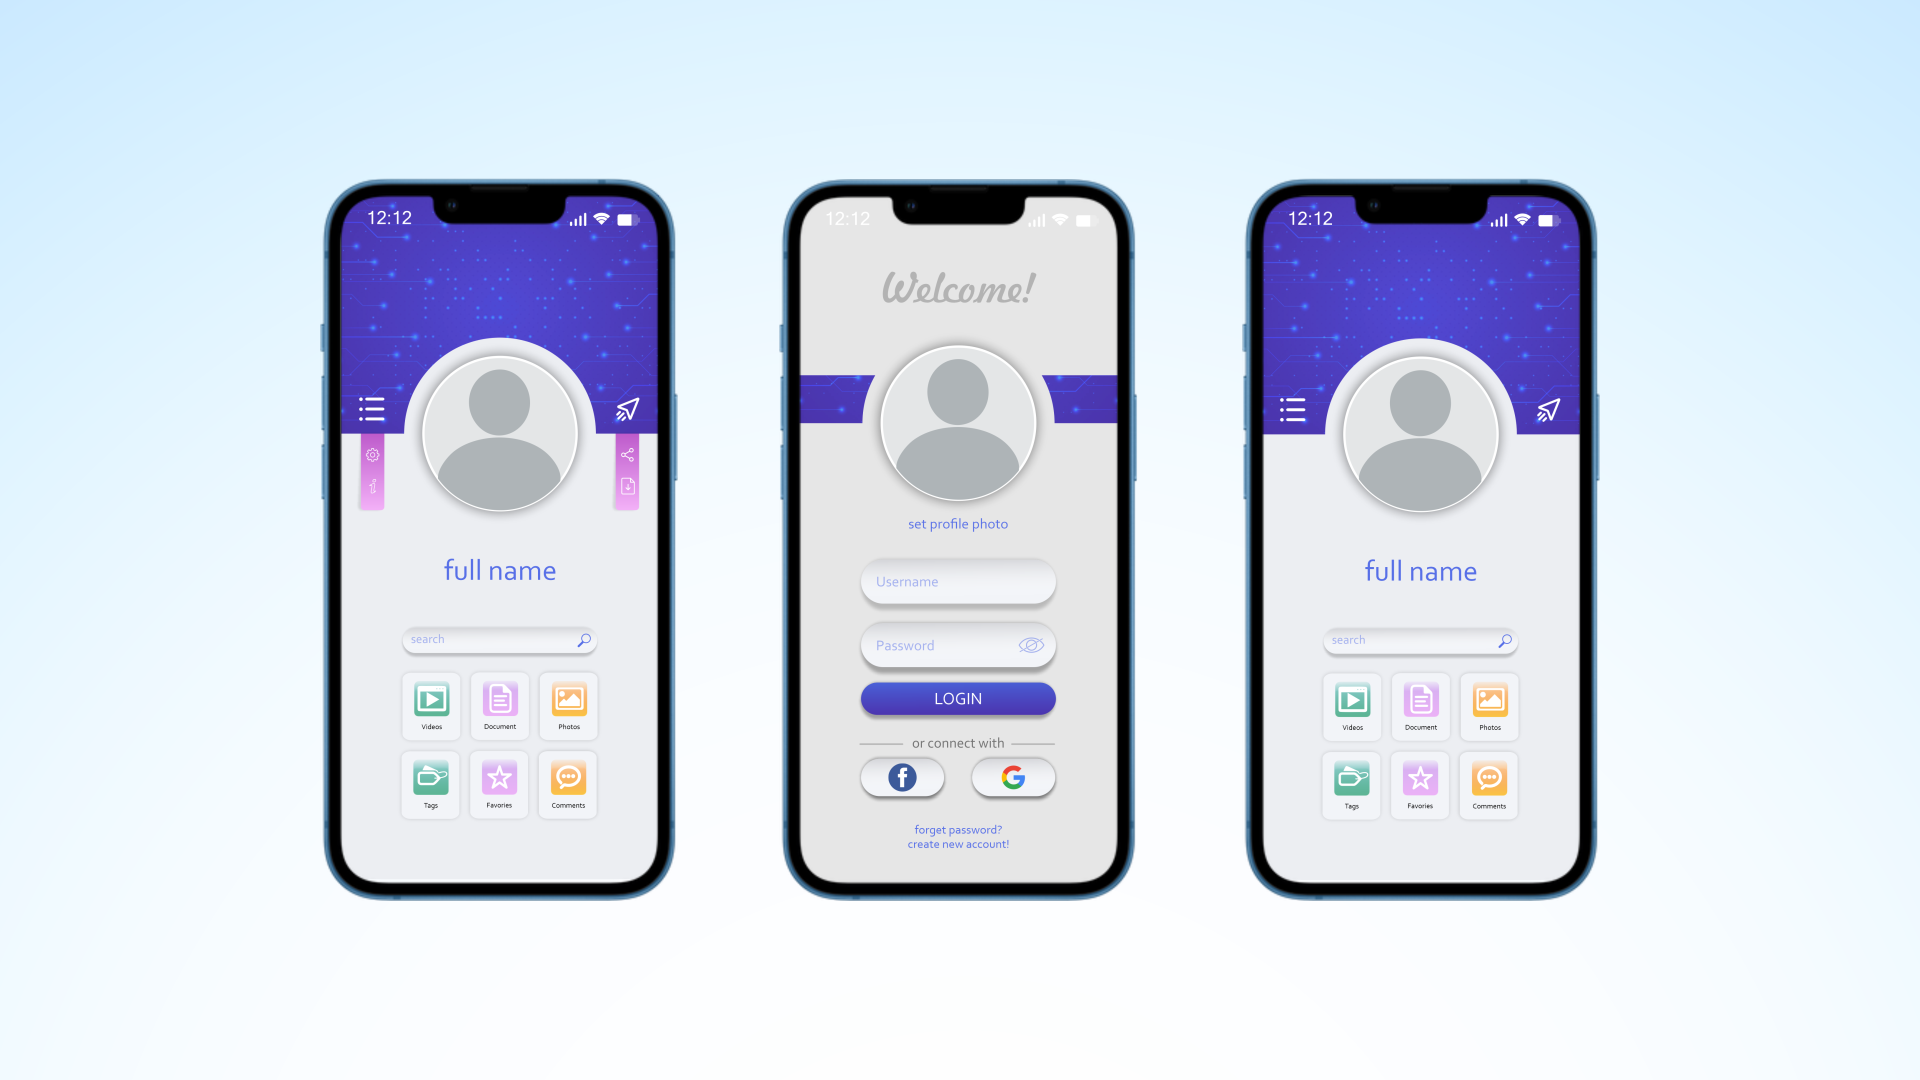 12:12
full name
search
Videos
Document
Photos
Tags
Favories
Comments
12:12
Welcome!
set profile photo
Username
Password
LOGIN
or connect with
f
G
forget password?
create new account!
12:12
full name
search
Videos
Document
Photos
Tags
Favories
Comments